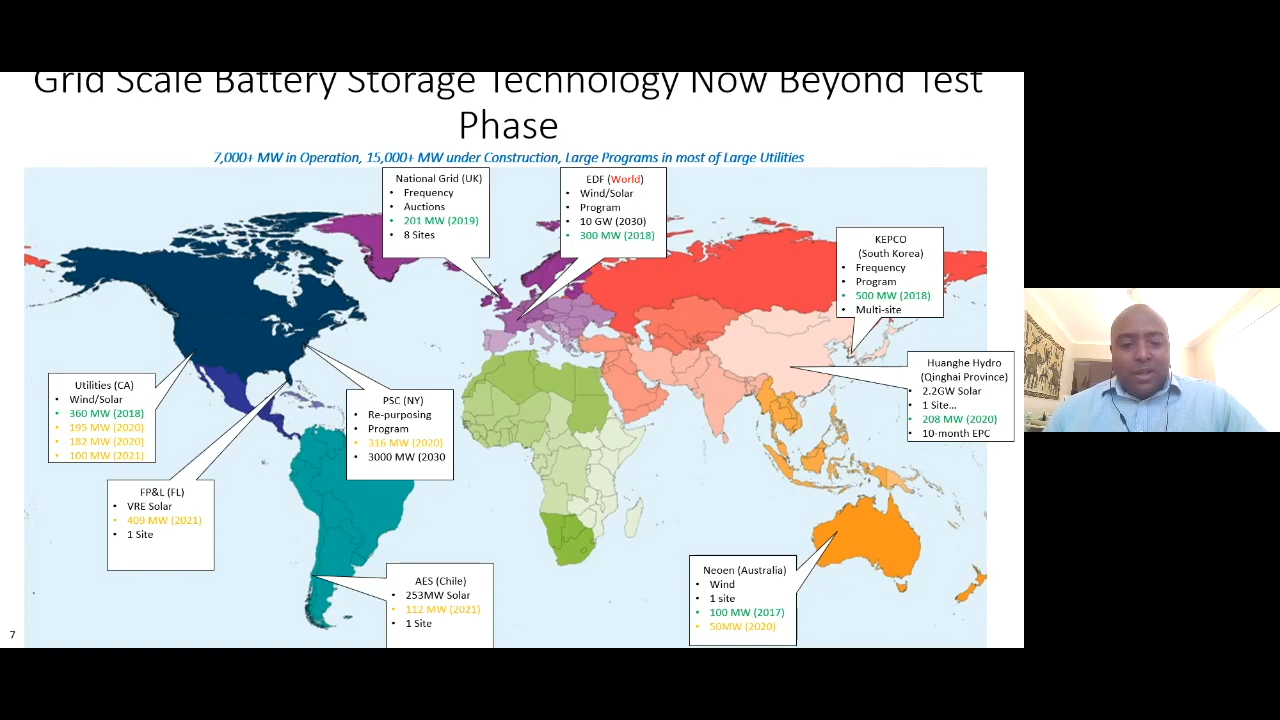 Grid Scale Battery Storage Technology Now Beyond Test
Phase
7,000+ MW in Operation, 15,000+ MW under Construction, Large Programs in most of Large Utilities
National Grid (UK)
• Frequency
• Auctions
• 201 MW (2019)
• 8 Sites
EDF (World)
• Wind/Solar
• Program
• 10 GW (2030)
• 300 MW (2018)
KEPCO
(South Korea)
• Frequency
• Program
• 500 MW (2018)
• Multi-site
Huanghe Hydro
(Qinghai Province)
• 2.2GW Solar
• 1 Site...
• 208 MW (2020)
• 10-month EPC
Utilities (CA)
• Wind/Solar
• 360 MW (2018)
• 195 MW (2020)
• 182 MW (2020)
• 100 MW (2021)
PSC (NY)
• Re-purposing
• Program
• 316 MW (2020)
• 3000 MW (2030
FP&L (FL)
• VRE Solar
• 409 MW (2021)
• 1 Site
AES (Chile)
• 253MW Solar
• 112 MW (2021)
• 1 Site
Neoen (Australia)
• Wind
• 1 site
• 100 MW (2017)
• 50MW (2020)
7